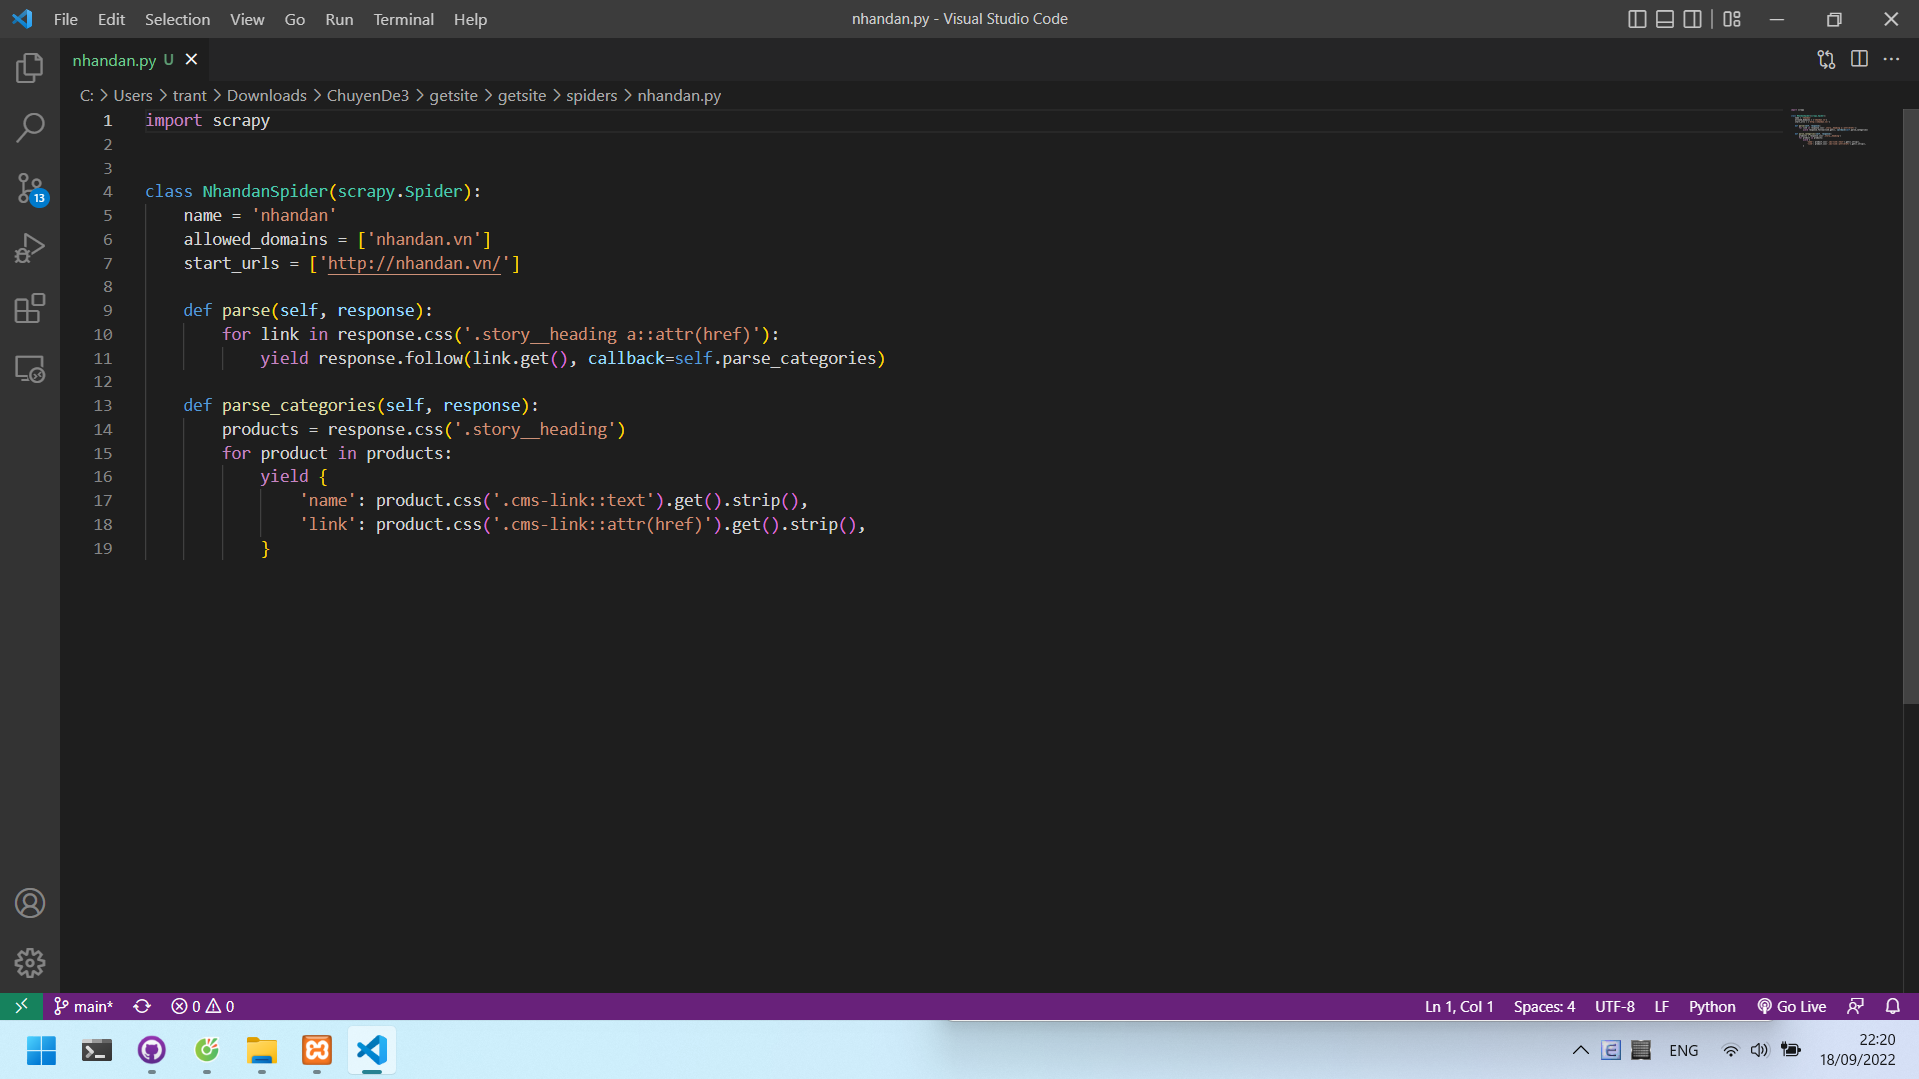 File Edit Selection View Go Run Terminal Help
nhandan.py - Visual Studio Code
nhandan.py U
C: > Users > trant > Downloads > ChuyenDe3 > getsite > getsite > spiders > nhandan.py
1 import scrapy
2
3
4 class NhandanSpider(scrapy.Spider):
5     name = 'nhandan'
6     allowed_domains = ['nhandan.vn']
7     start_urls = ['http://nhandan.vn/']
8
9     def parse(self, response):
10         for link in response.css('.story__heading a::attr(href)'):
11             yield response.follow(link.get(), callback=self.parse_categories)
12
13     def parse_categories(self, response):
14         products = response.css('.story__heading')
15         for product in products:
16             yield {
17                 'name': product.css('.cms-link::text').get().strip(),
18                 'link': product.css('.cms-link::attr(href)').get().strip(),
19             }
13
main* 0 0
Ln 1, Col 1 Spaces: 4 UTF-8 LF Python Go Live
ENG
22:20
18/09/2022